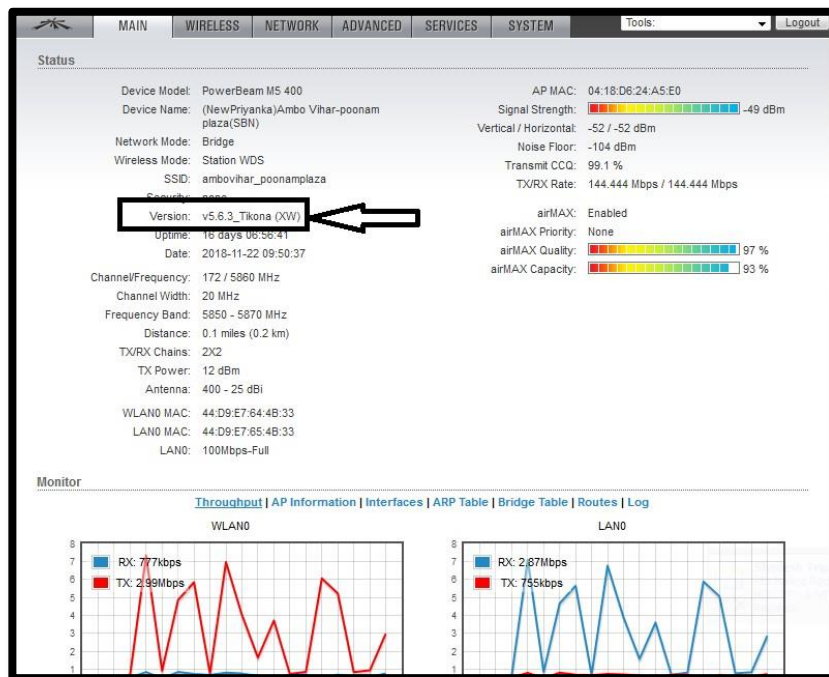 MAIN WIRELESS NETWORK ADVANCED SERVICES SYSTEM Tools: Logout
Status
Device Model: PowerBeam M5 400
Device Name: (NewPriyanka)Ambo Vihar-poonam
plaza(SBN)
Network Mode: Bridge
Wireless Mode: Station WDS
SSID: ambovihar_poonamplaza
Security: none
Version: v5.6.3_Tikona (XW)
Uptime: 16 days 06:56:41
Date: 2018-11-22 09:50:37
Channel/Frequency: 172 / 5860 MHz
Channel Width: 20 MHz
Frequency Band: 5850 - 5870 MHz
Distance: 0.1 miles (0.2 km)
TX/RX Chains: 2X2
TX Power: 12 dBm
Antenna: 400 - 25 dBi
WLAN0 MAC: 44:D9:E7:64:4B:33
LAN0 MAC: 44:D9:E7:65:4B:33
LAN0: 100Mbps-Full
AP MAC: 04:18:D6:24:A5:E0
Signal Strength: -49 dBm
Vertical / Horizontal: -52 / -52 dBm
Noise Floor: -104 dBm
Transmit CCQ: 99.1 %
TX/RX Rate: 144.444 Mbps / 144.444 Mbps
airMAX: Enabled
airMAX Priority: None
airMAX Quality: 97 %
airMAX Capacity: 93 %
Monitor
Throughput | AP Information | Interfaces | ARP Table | Bridge Table | Routes | Log
WLAN0
8
7
6
5
4
3
2
1
RX: 777kbps
TX: 2.99Mbps
LAN0
8
7
6
5
4
3
2
1
RX: 2.87Mbps
TX: 755kbps